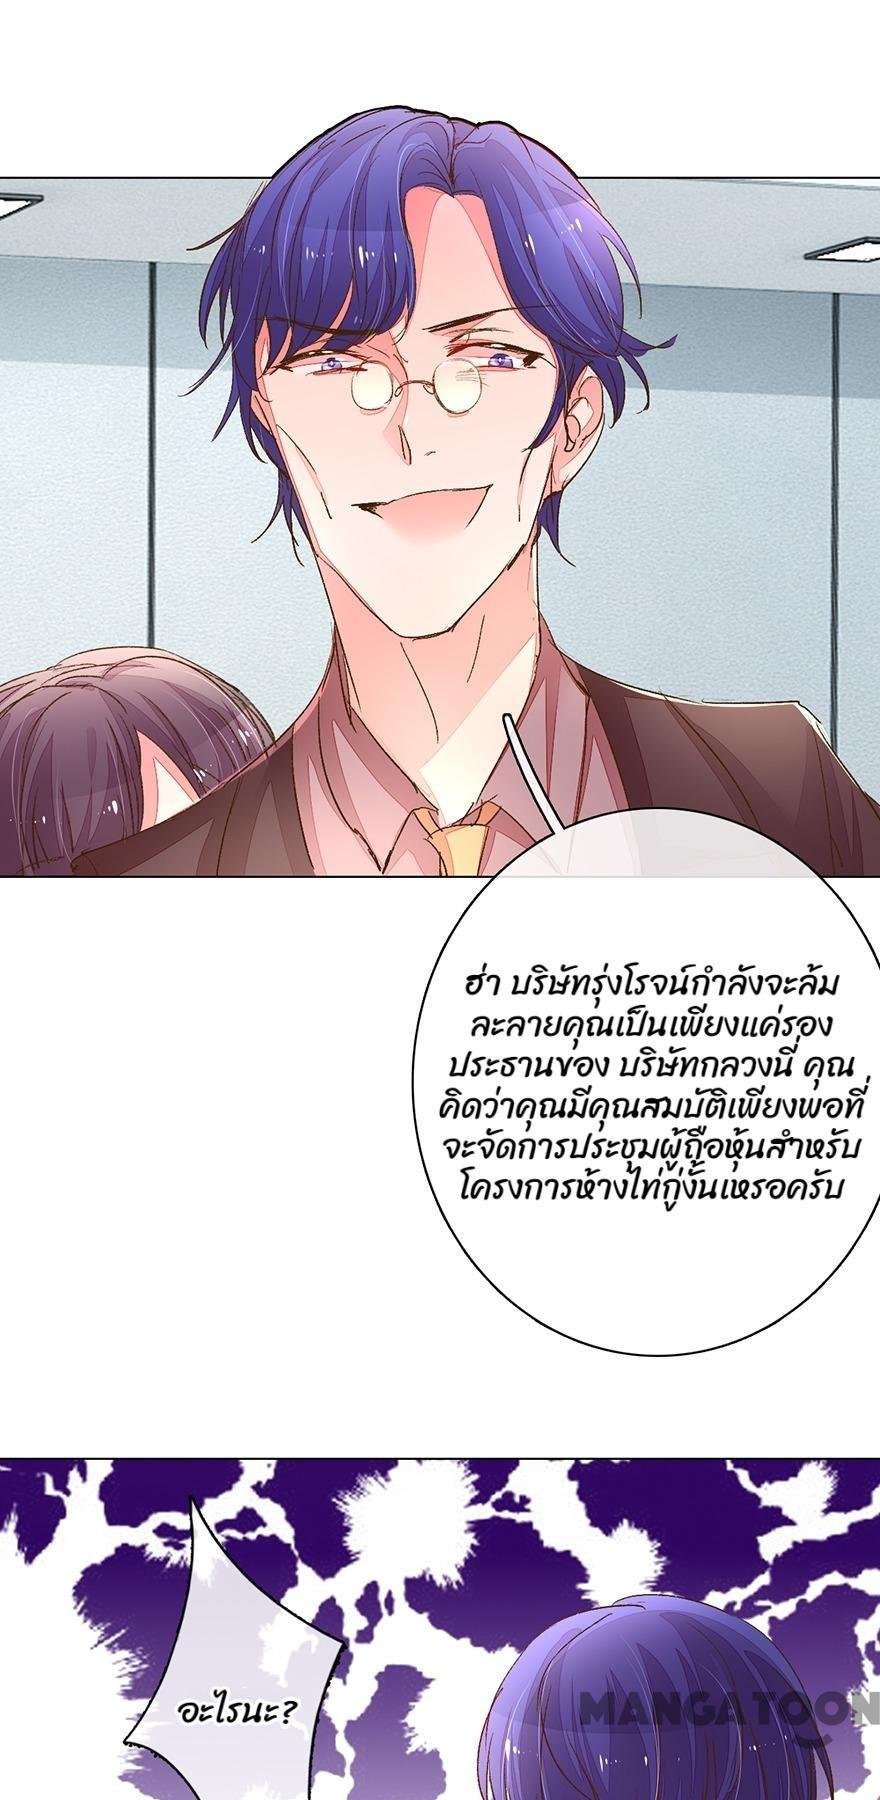 ฮ่า บริษัทรุ่งโรจน์กำลังจะล้ม
ละลายคุณเป็นเพียงแค่รอง
ประธานของ บริษัทกลวงนี่ คุณ
คิดว่าคุณมีคุณสมบัติเพียงพอที่
จะจัดการประชุมผู้ถือหุ้นสำหรับ
โครงการห้างไท่กู่งั้นเหรอครับ
อะไรนะ?
MANGATOON